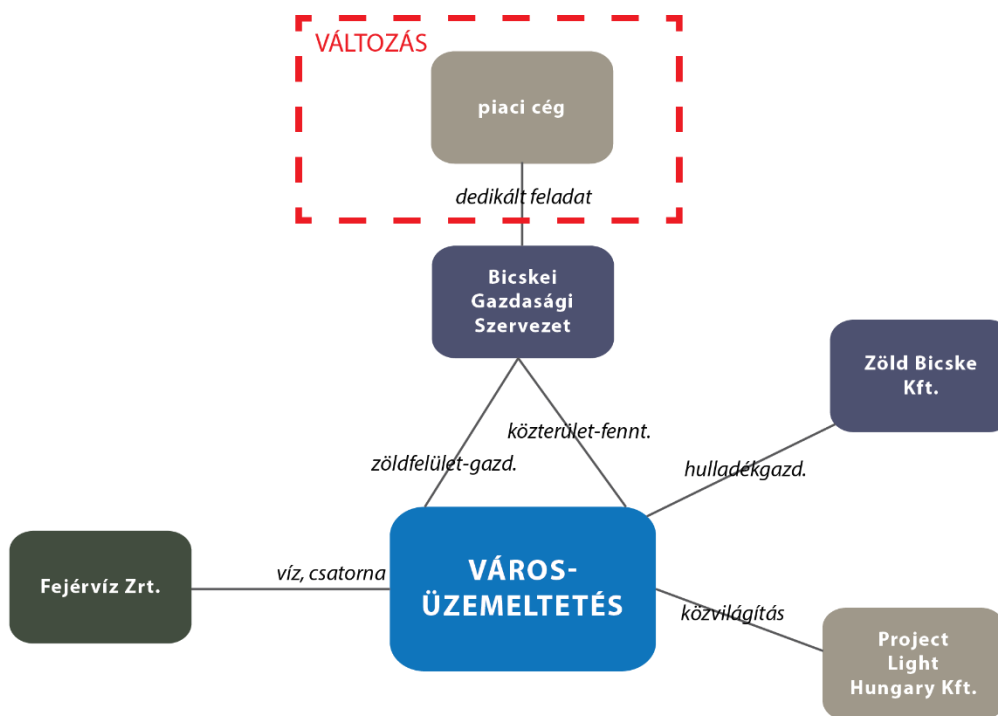 VÁLTOZÁS
piaci cég
dedikált feladat
Bicskei
Gazdasági
Szervezet
Zöld Bicske
Kft.
közterület-fennt.
zöldfelület-gazd.
hulladékgazd.
Fejérvíz Zrt.
víz, csatorna
VÁROS-
ÜZEMELTETÉS
közvilágítás
Project
Light
Hungary Kft.